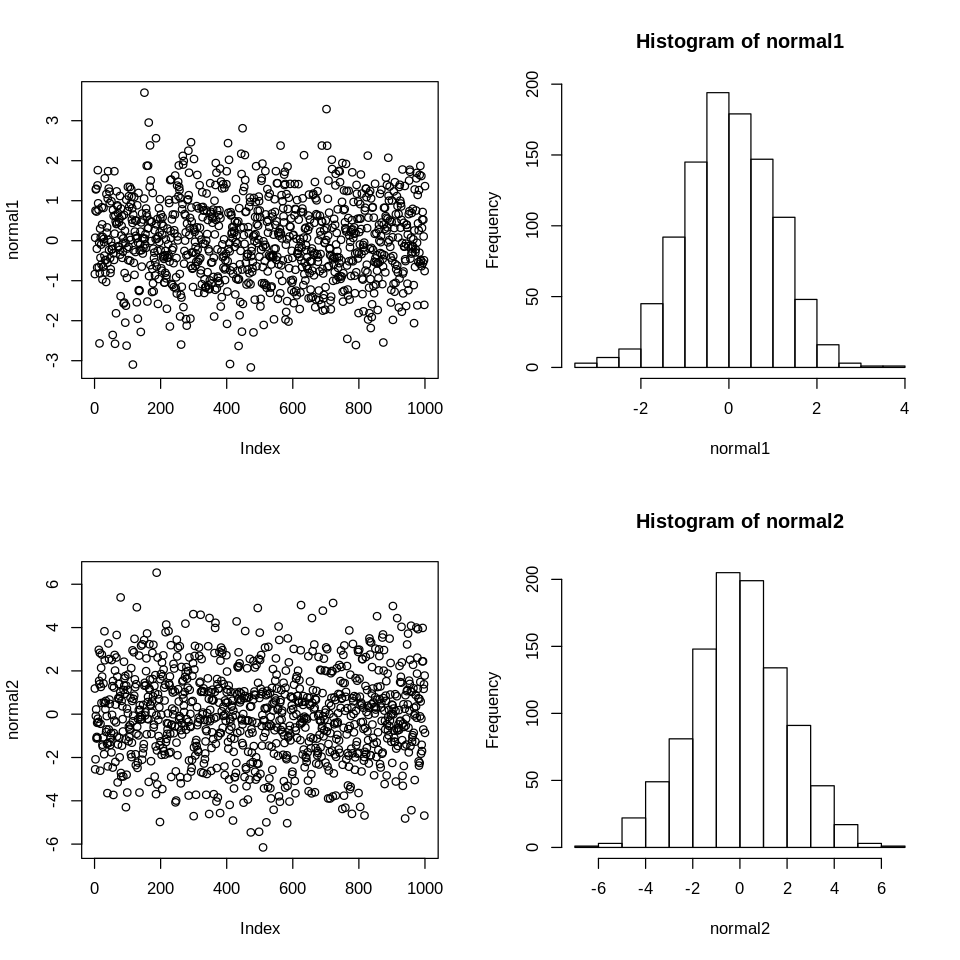 normal1
3
2
1
0
-1
-2
-3
0 200 400 600 800 1000
Index
Histogram of normal1
Frequency
200
150
100
50
0
-2 0 2 4
normal1
normal2
6
4
2
0
-2
-4
-6
0 200 400 600 800 1000
Index
Histogram of normal2
Frequency
200
150
100
50
0
-6 -4 -2 0 2 4 6
normal2